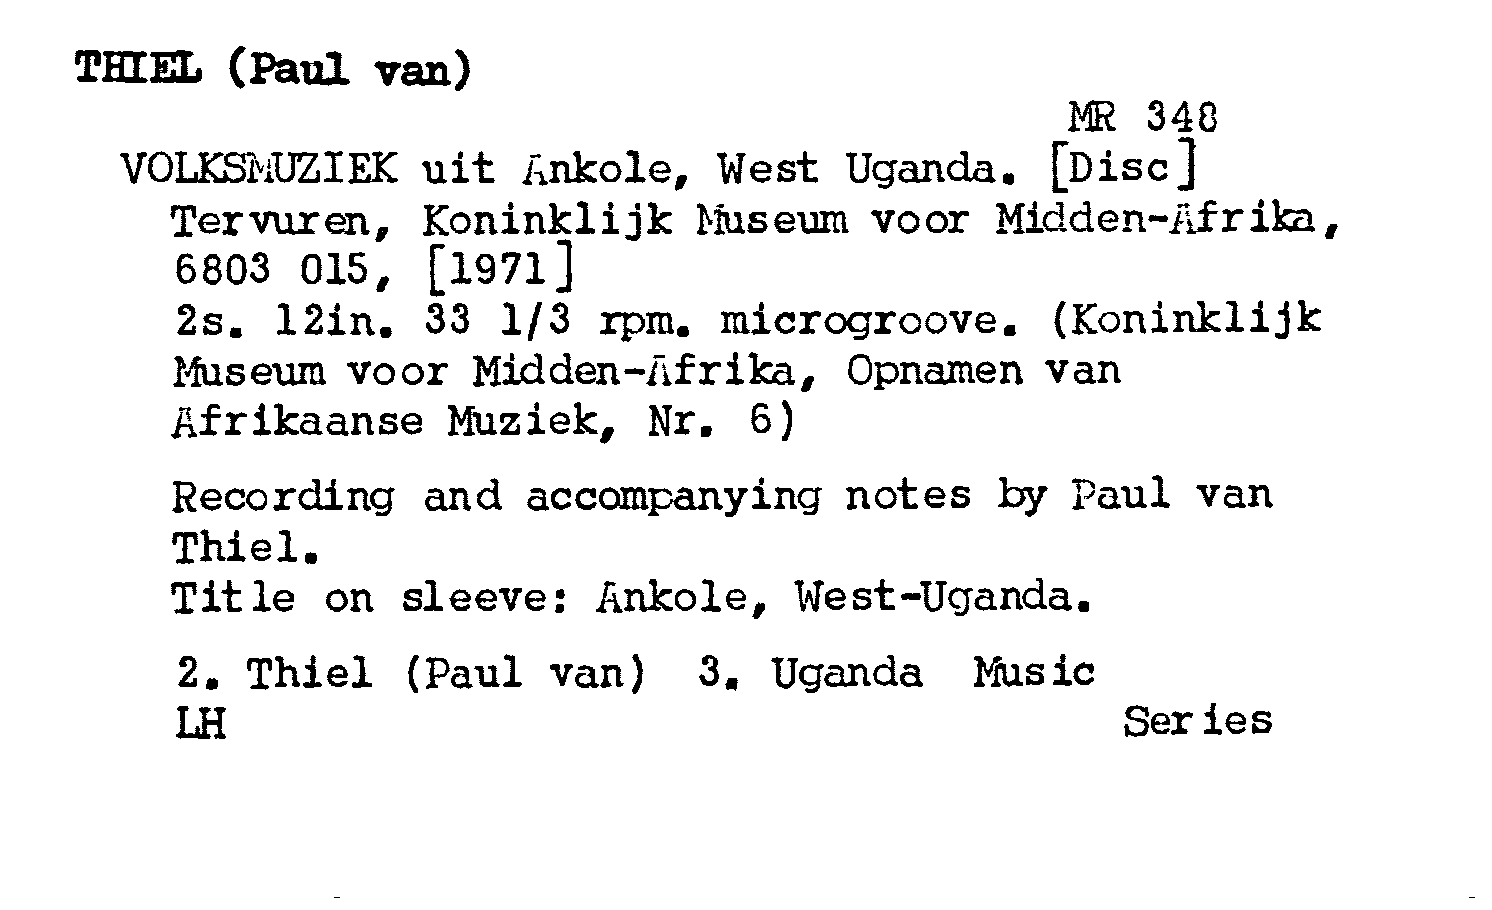 THIEL (Paul van)
MR 348
VOLKSMUZIEK uit Ankole, West Uganda. [Disc]
Tervuren, Koninklijk Museum voor Midden-Afrika,
6803 015, [1971]
2s. 12in. 33 1/3 rpm. microgroove. (Koninklijk
Museum voor Midden-Afrika, Opnamen van
Afrikaanse Muziek, Nr. 6)
Recording and accompanying notes by Paul van
Thiel.
Title on sleeve: Ankole, West-Uganda.
2. Thiel (Paul van) 3. Uganda Music
LH Series